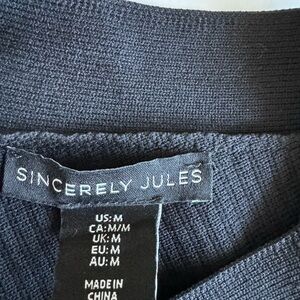 SINCERELY JULES
US: M
CA: M/M
UK: M
EU: M
AU: M
MADE IN
CHINA